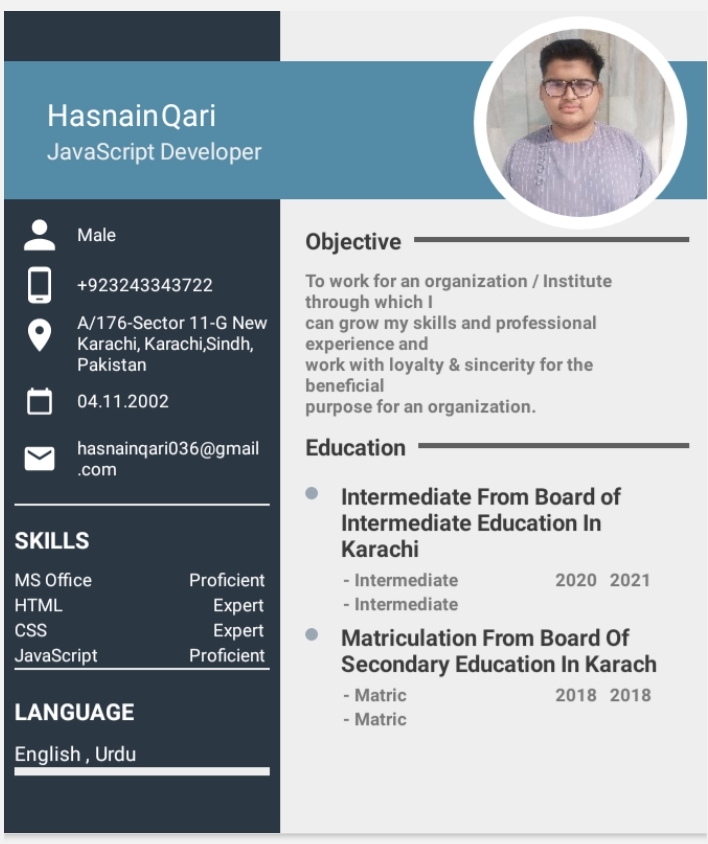 Hasnain Qari
JavaScript Developer
Male
+923243343722
A/176-Sector 11-G New
Karachi, Karachi,Sindh,
Pakistan
04.11.2002
hasnainqari036@gmail
.com
SKILLS
MS Office Proficient
HTML Expert
CSS Expert
JavaScript Proficient
LANGUAGE
English , Urdu
Objective
To work for an organization / Institute
through which I
can grow my skills and professional
experience and
work with loyalty & sincerity for the
beneficial
purpose for an organization.
Education
Intermediate From Board of
Intermediate Education In
Karachi
- Intermediate 2020 2021
- Intermediate
Matriculation From Board Of
Secondary Education In Karach
- Matric 2018 2018
- Matric